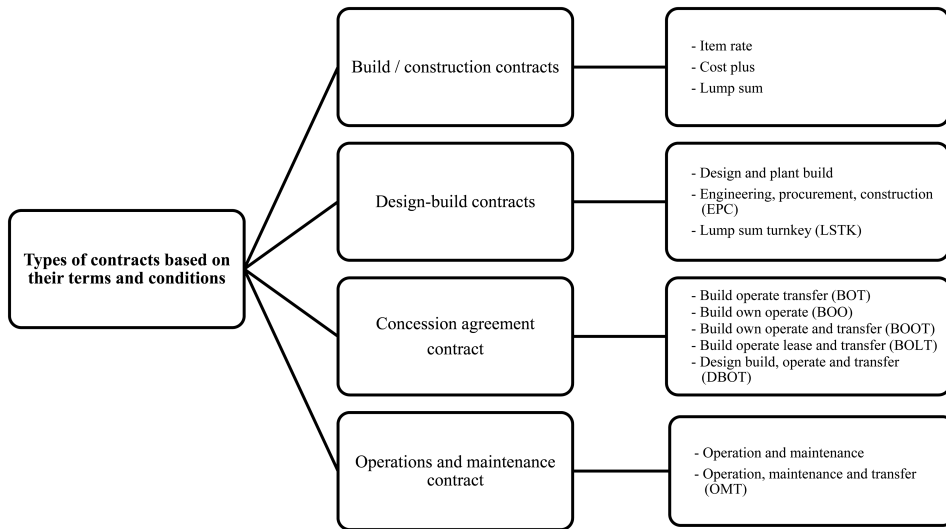 Types of contracts based on
their terms and conditions
Build / construction contracts
- Item rate
- Cost plus
- Lump sum
Design-build contracts
- Design and plant build
- Engineering, procurement, construction
(EPC)
- Lump sum turnkey (LSTK)
Concession agreement
contract
- Build operate transfer (BOT)
- Build own operate (BOO)
- Build own operate and transfer (BOOT)
- Build operate lease and transfer (BOLT)
- Design build, operate and transfer
(DBOT)
Operations and maintenance
contract
- Operation and maintenance
- Operation, maintenance and transfer
(OMT)